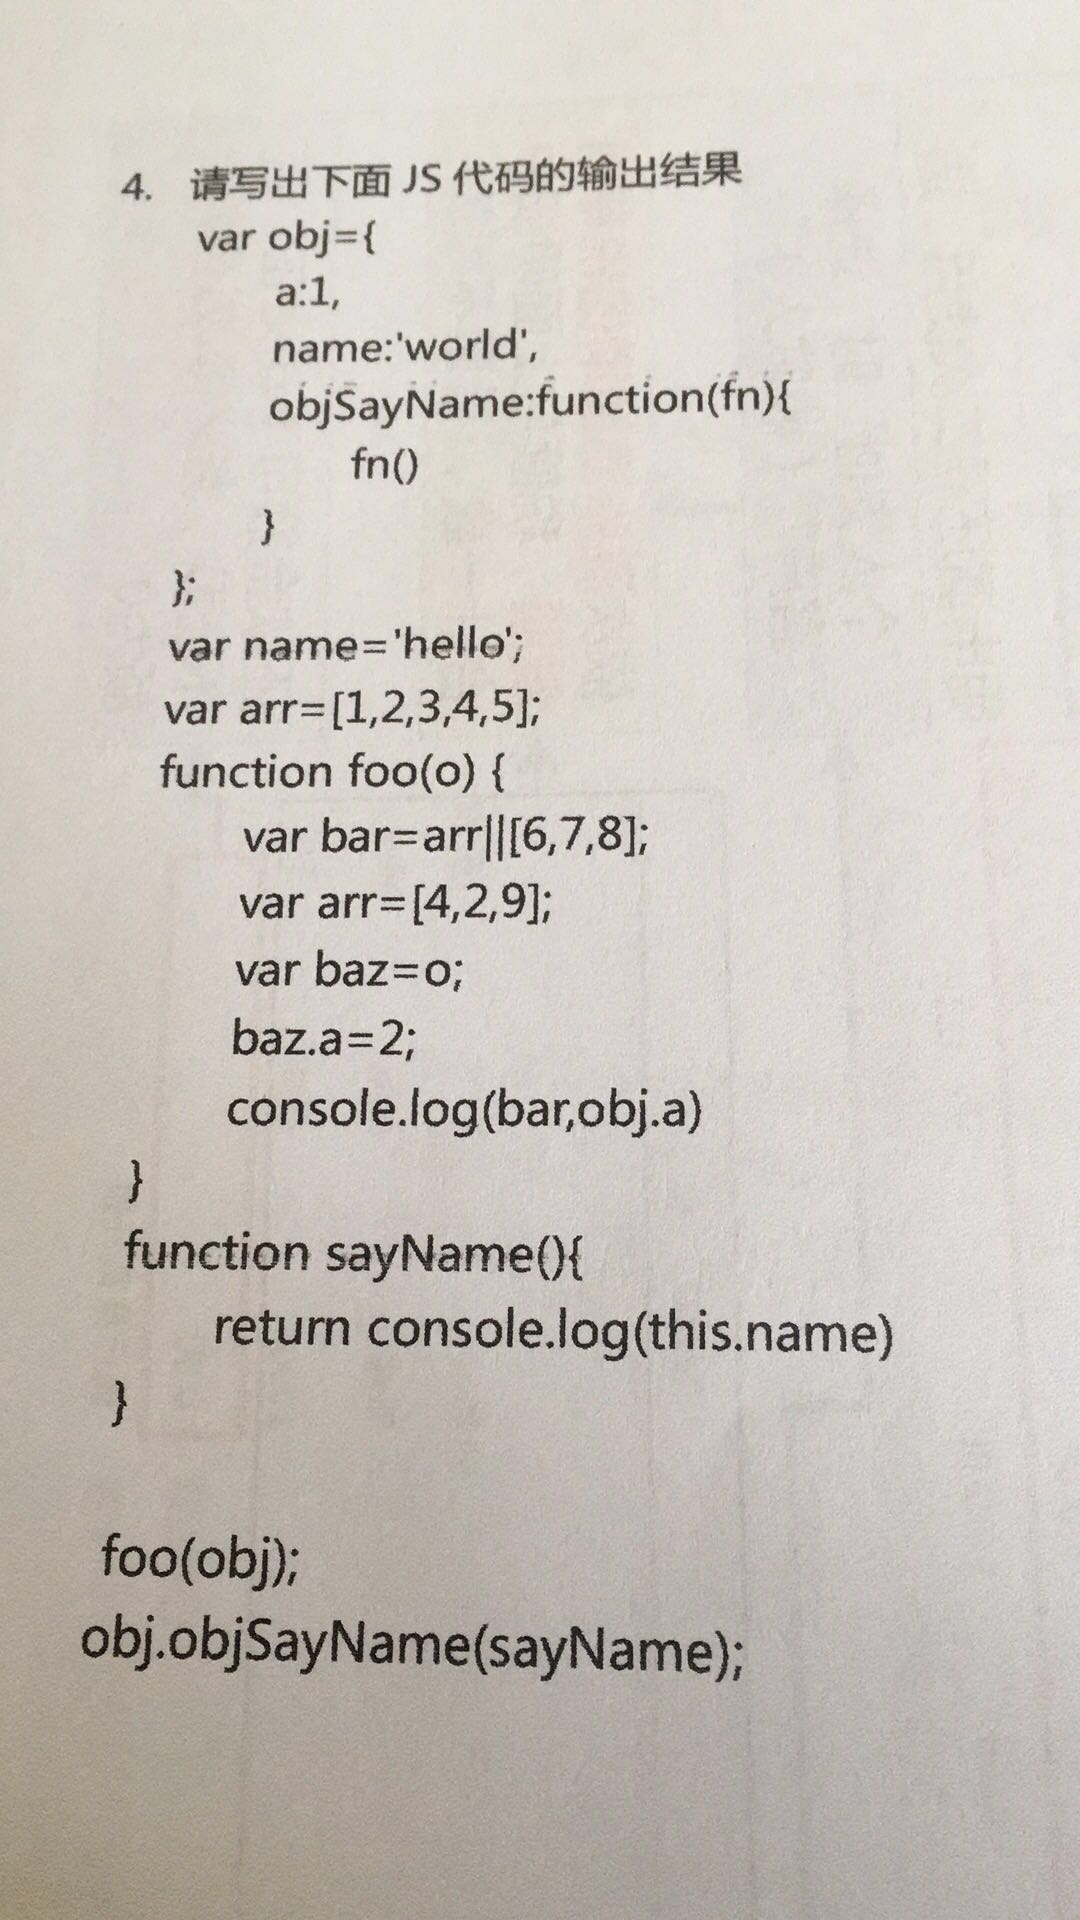 4. 请写出下面 JS 代码的输出结果
var obj={
a:1,
name:'world',
objSayName:function(fn){
fn()
}
};
var name='hello';
var arr=[1,2,3,4,5];
function foo(o) {
var bar=arr||[6,7,8];
var arr=[4,2,9];
var baz=o;
baz.a=2;
console.log(bar,obj.a)
}
function sayName(){
return console.log(this.name)
}
foo(obj);
obj.objSayName(sayName);